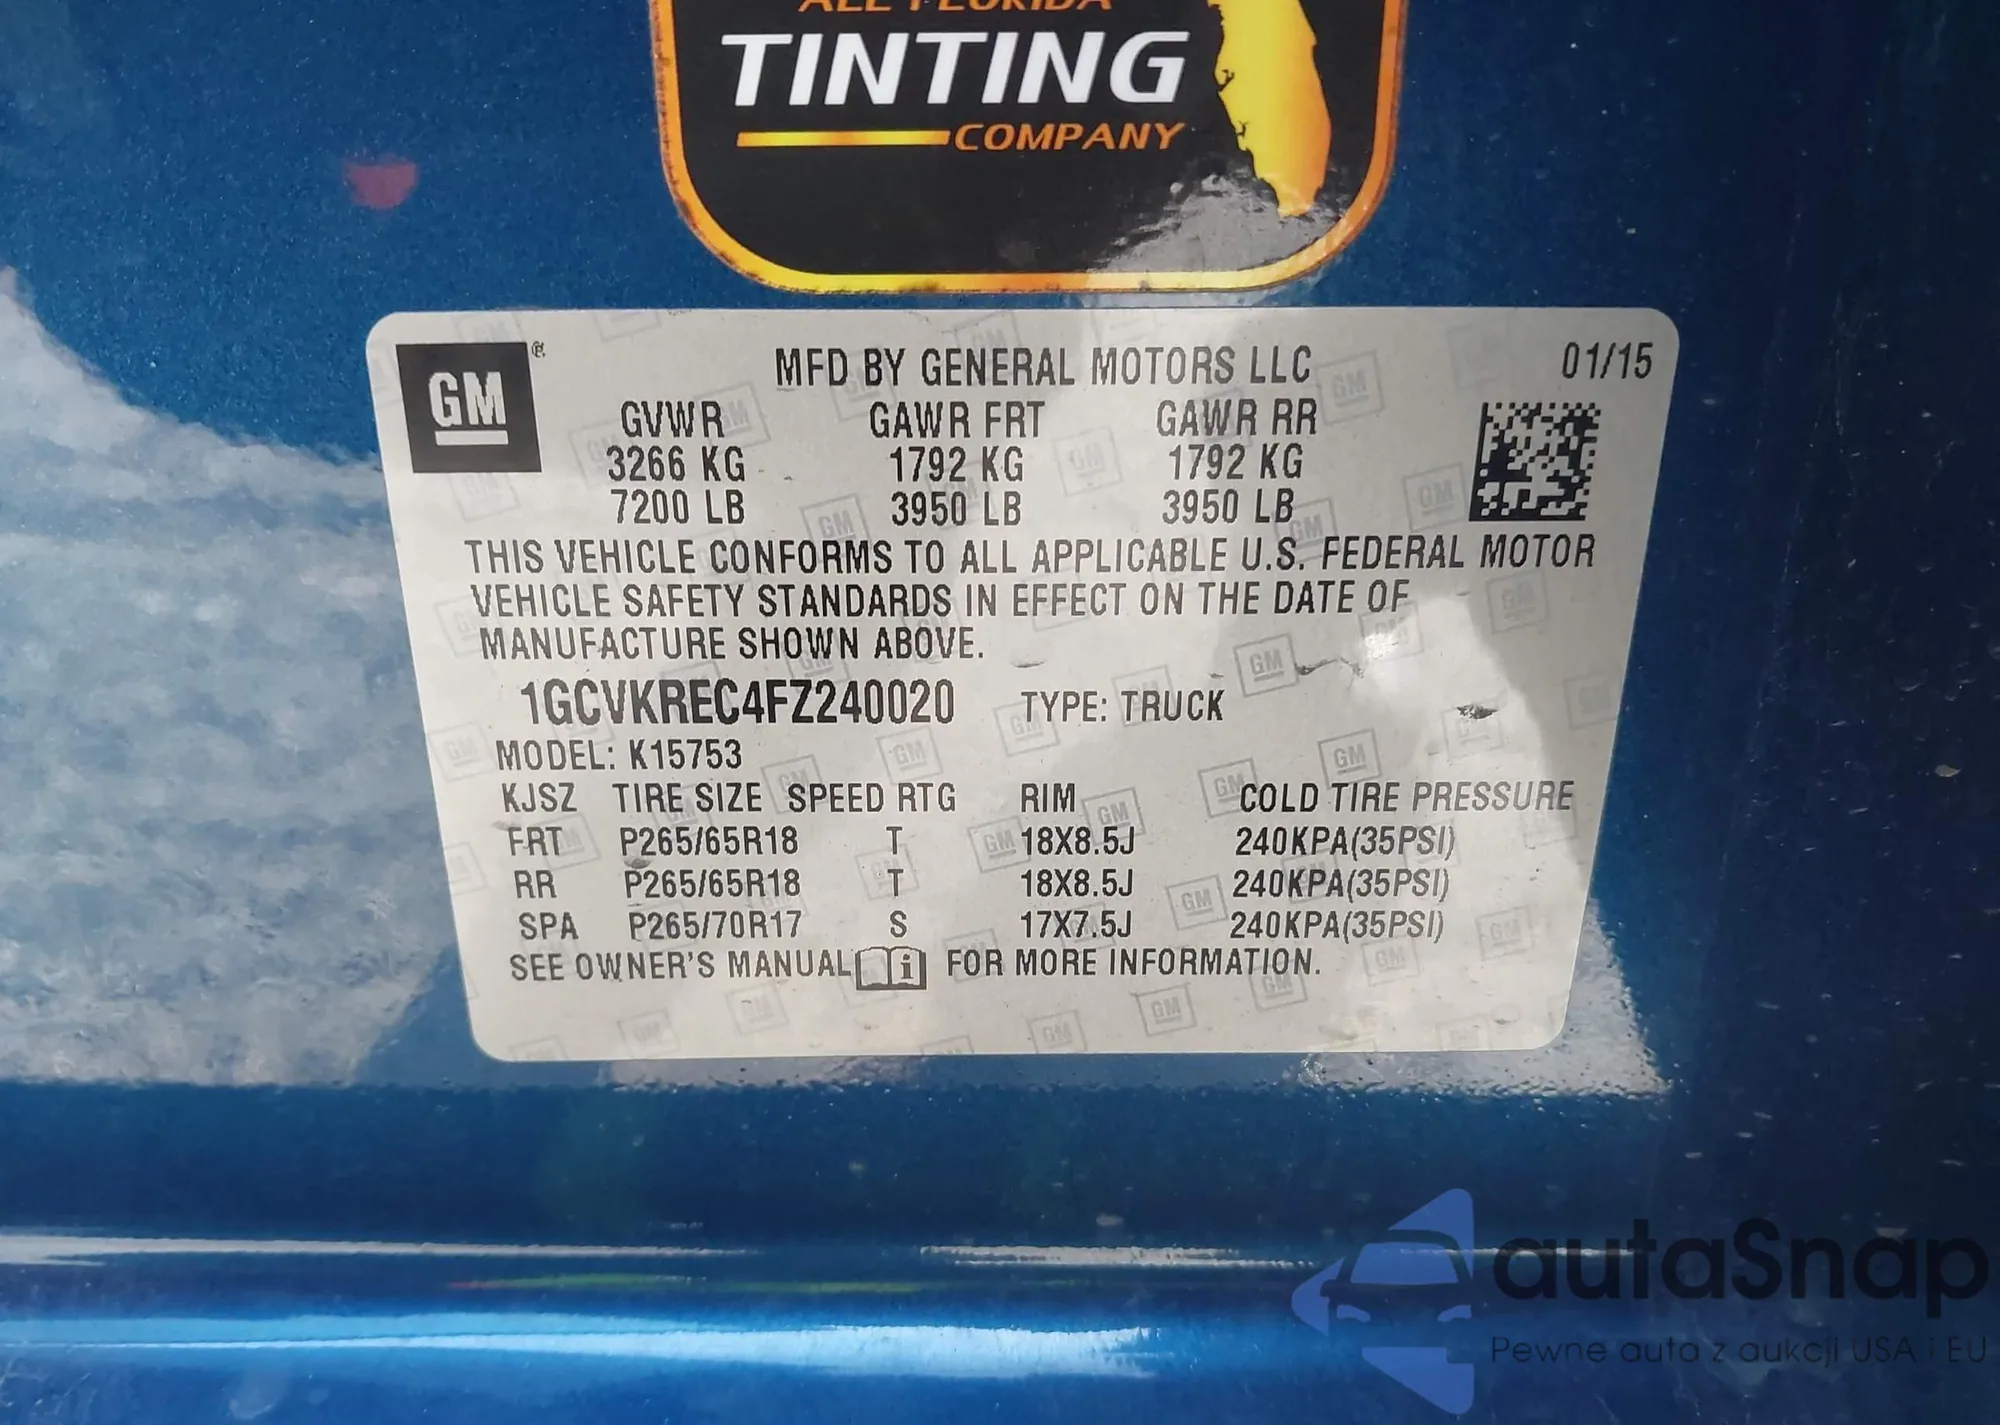 ALL FLORIDA
TINTING
COMPANY
GM
MFD BY GENERAL MOTORS LLC 01/15
GVWR GAWR FRT GAWR RR
3266 KG 1792 KG 1792 KG
7200 LB 3950 LB 3950 LB
THIS VEHICLE CONFORMS TO ALL APPLICABLE U.S. FEDERAL MOTOR
VEHICLE SAFETY STANDARDS IN EFFECT ON THE DATE OF
MANUFACTURE SHOWN ABOVE.
1GCVKREC4FZ240020 TYPE: TRUCK
MODEL: K15753
KJSZ TIRE SIZE SPEED RTG RIM COLD TIRE PRESSURE
FRT P265/65R18 T 18X8.5J 240KPA(35PSI)
RR P265/65R18 T 18X8.5J 240KPA(35PSI)
SPA P265/70R17 S 17X7.5J 240KPA(35PSI)
SEE OWNER'S MANUAL FOR MORE INFORMATION.
autaSnap
Pewne auta z aukcji USA i EU